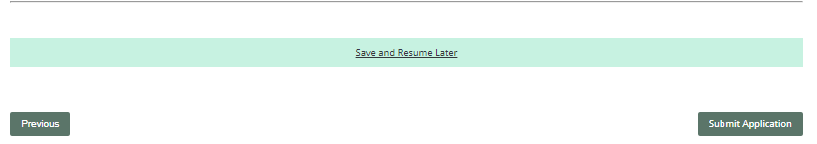 Save and Resume Later
Previous
Submit Application